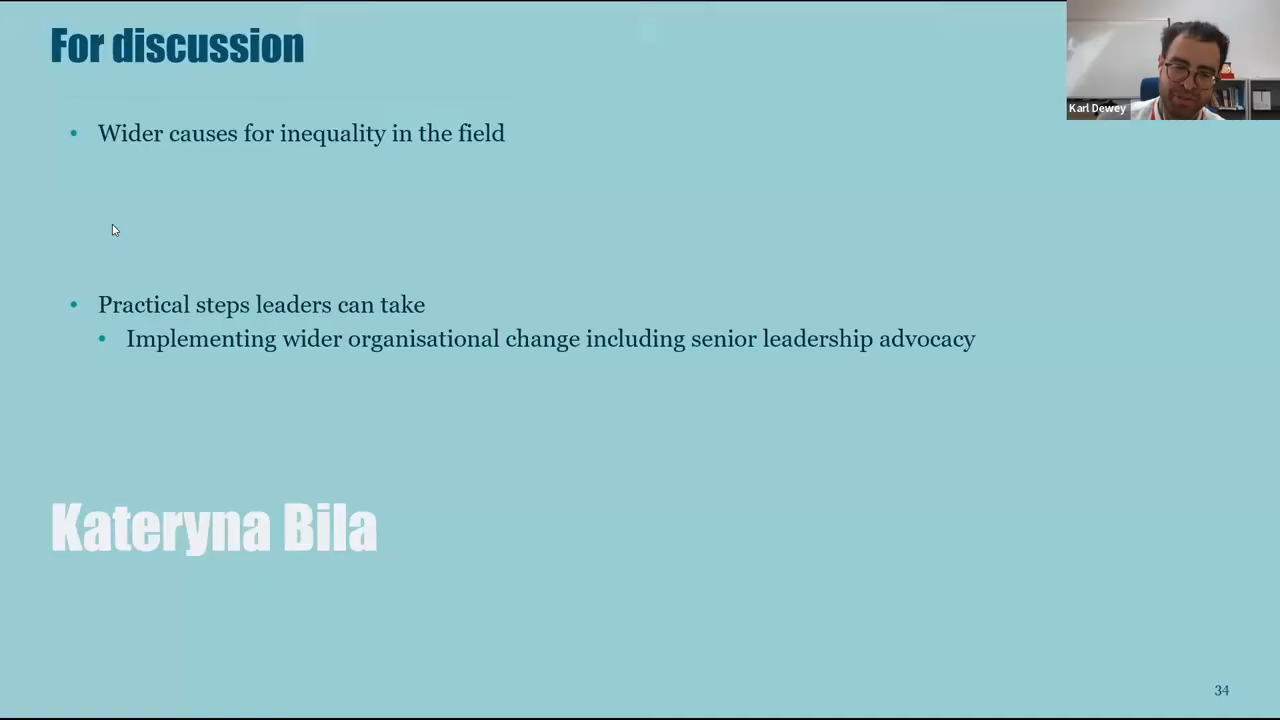 For discussion
Karl Dewey
• Wider causes for inequality in the field
• Practical steps leaders can take
• Implementing wider organisational change including senior leadership advocacy
Kateryna Bila
34